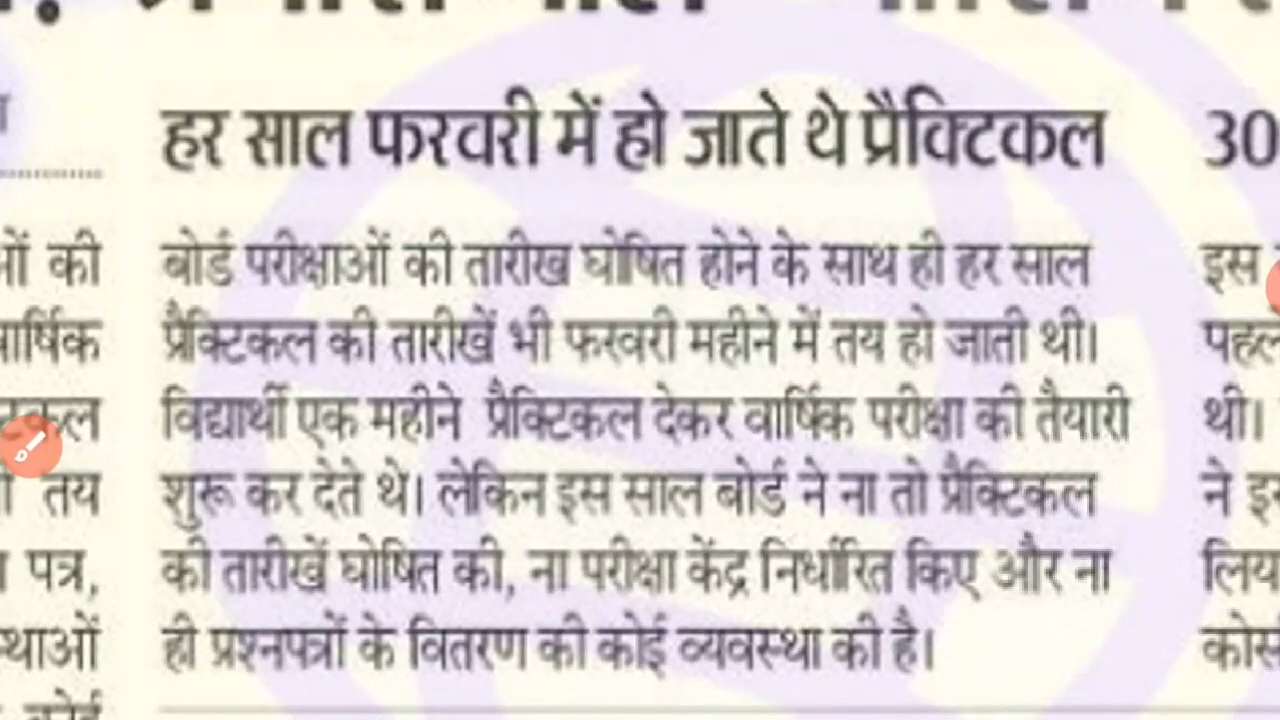 हर साल फरवरी में हो जाते थे प्रैक्टिकल
बोर्ड परीक्षाओं की तारीख घोषित होने के साथ ही हर साल
प्रैक्टिकल की तारीखें भी फरवरी महीने में तय हो जाती थी।
विद्यार्थी एक महीने प्रैक्टिकल देकर वार्षिक परीक्षा की तैयारी
शुरू कर देते थे। लेकिन इस साल बोर्ड ने ना तो प्रैक्टिकल
की तारीखें घोषित की, ना परीक्षा केंद्र निर्धारित किए और ना
ही प्रश्नपत्रों के वितरण की कोई व्यवस्था की है।
की
तय
पत्र,
30
इस
थी।
ने